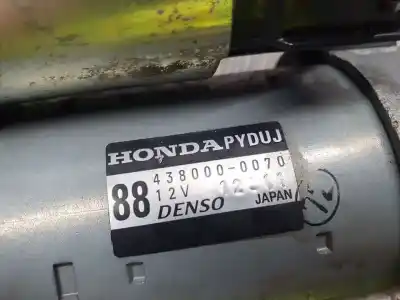 HONDA PYDUJ
438000-0070
88 12V 12-11
DENSO JAPAN